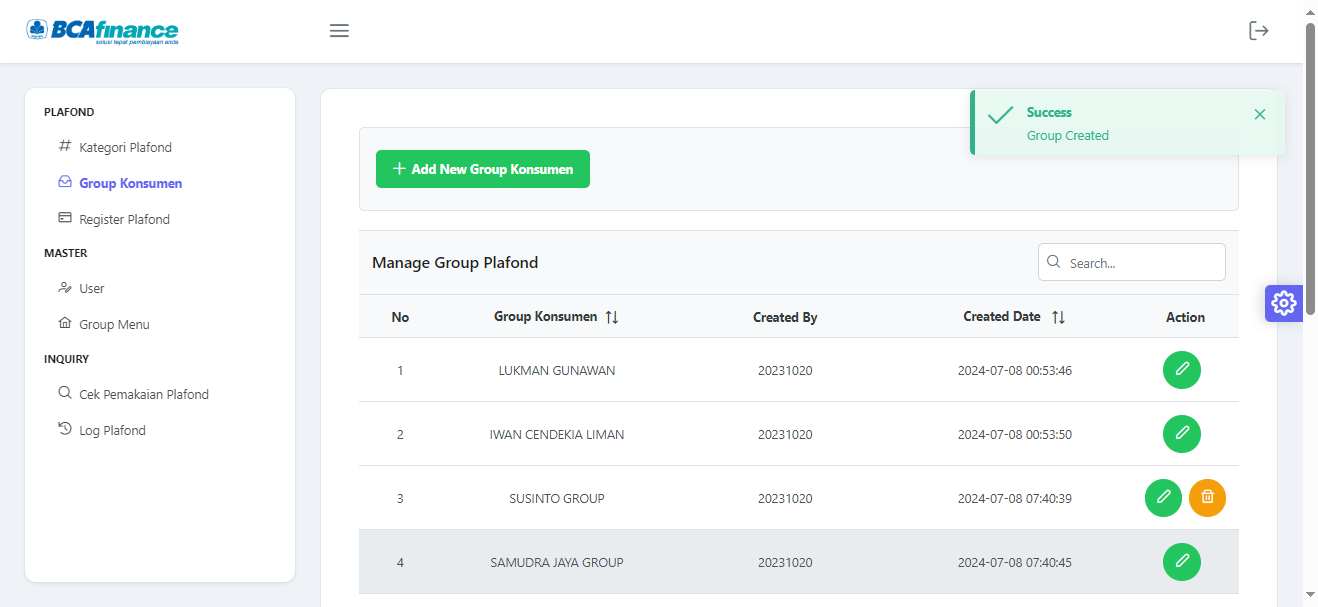 BCAfinance
solusi tepat pembiayaan anda
PLAFOND
Kategori Plafond
Group Konsumen
Register Plafond
MASTER
User
Group Menu
INQUIRY
Cek Pemakaian Plafond
Log Plafond
Success
Group Created
Add New Group Konsumen
Manage Group Plafond
Search...
No Group Konsumen Created By Created Date Action
1 LUKMAN GUNAWAN 20231020 2024-07-08 00:53:46
2 IWAN CENDEKIA LIMAN 20231020 2024-07-08 00:53:50
3 SUSINTO GROUP 20231020 2024-07-08 07:40:39
4 SAMUDRA JAYA GROUP 20231020 2024-07-08 07:40:45